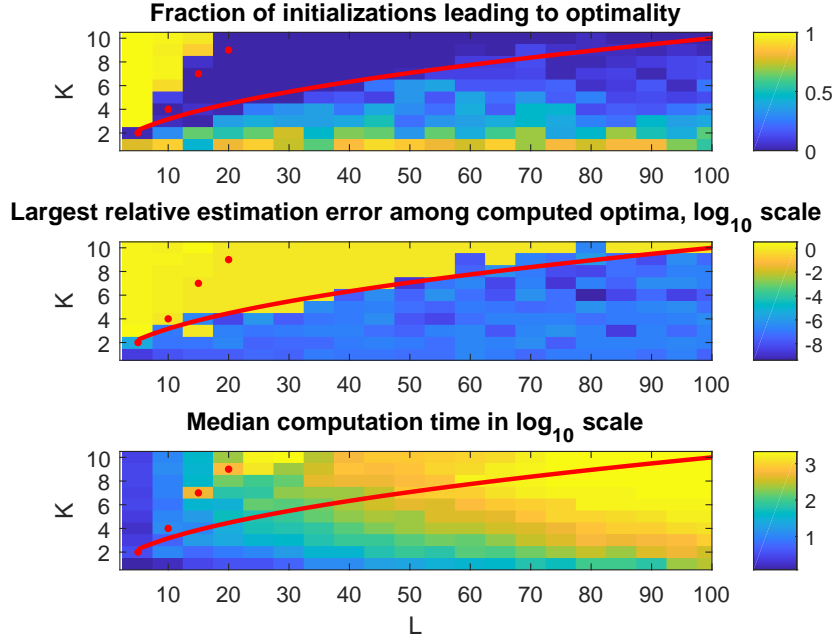 Fraction of initializations leading to optimality
10
8
6
4
2
K
10 20 30 40 50 60 70 80 90 100
1
0.5
0
Largest relative estimation error among computed optima, log10 scale
10
8
6
4
2
K
10 20 30 40 50 60 70 80 90 100
0
-2
-4
-6
-8
Median computation time in log10 scale
10
8
6
4
2
K
10 20 30 40 50 60 70 80 90 100
L
3
2
1